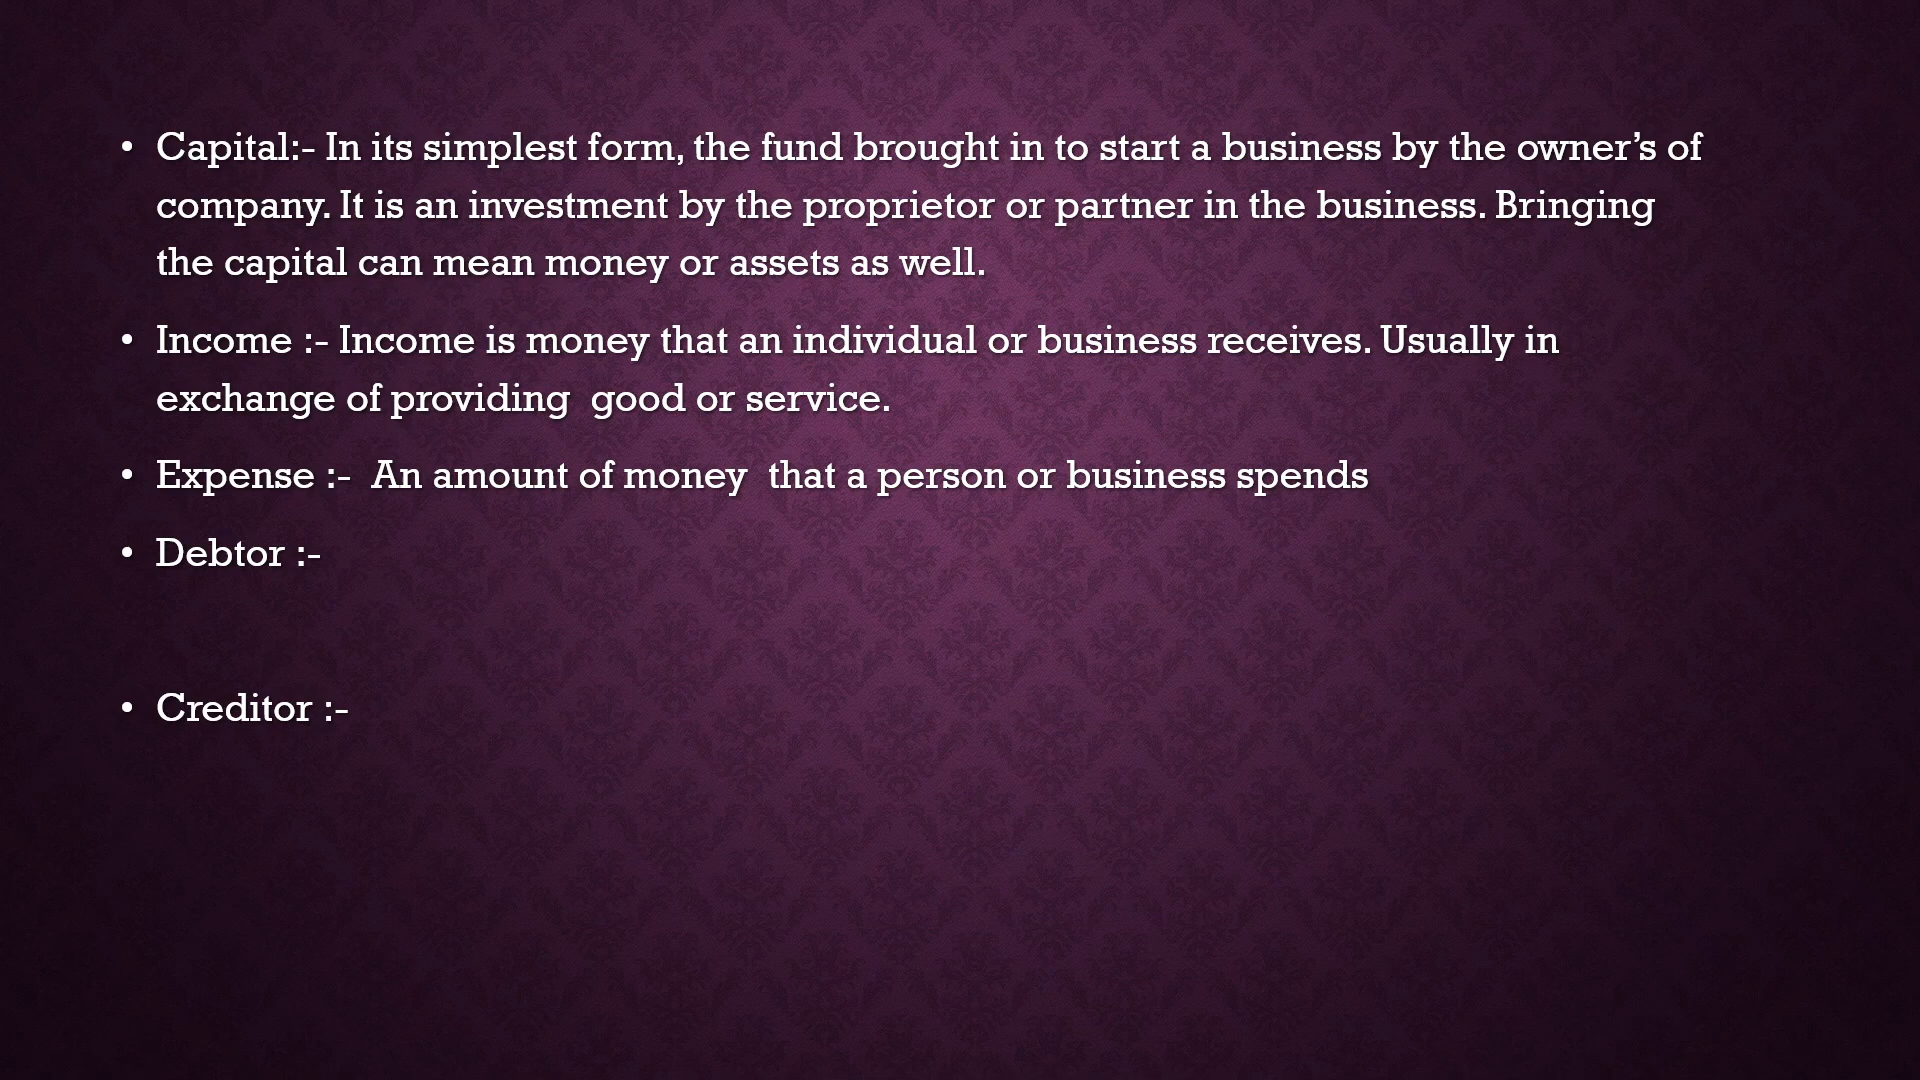 • Capital:- In its simplest form, the fund brought in to start a business by the owner’s of
company. It is an investment by the proprietor or partner in the business. Bringing
the capital can mean money or assets as well.
• Income :- Income is money that an individual or business receives. Usually in
exchange of providing  good or service.
• Expense :-  An amount of money  that a person or business spends
• Debtor :-
• Creditor :-